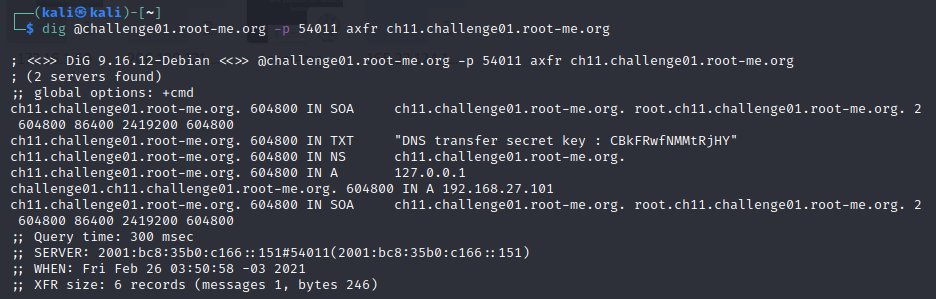 ┌──(kali㉿kali)-[~]
└─$ dig @challenge01.root-me.org -p 54011 axfr ch11.challenge01.root-me.org

; <<>> DiG 9.16.12-Debian <<>> @challenge01.root-me.org -p 54011 axfr ch11.challenge01.root-me.org
; (2 servers found)
;; global options: +cmd
ch11.challenge01.root-me.org. 604800 IN SOA     ch11.challenge01.root-me.org. root.ch11.challenge01.root-me.org. 2
 604800 86400 2419200 604800
ch11.challenge01.root-me.org. 604800 IN TXT     "DNS transfer secret key : CBkFRwfNMMtRjHY"
ch11.challenge01.root-me.org. 604800 IN NS      ch11.challenge01.root-me.org.
ch11.challenge01.root-me.org. 604800 IN A       127.0.0.1
challenge01.ch11.challenge01.root-me.org. 604800 IN A 192.168.27.101
ch11.challenge01.root-me.org. 604800 IN SOA     ch11.challenge01.root-me.org. root.ch11.challenge01.root-me.org. 2
 604800 86400 2419200 604800
;; Query time: 300 msec
;; SERVER: 2001:bc8:35b0:c166::151#54011(2001:bc8:35b0:c166::151)
;; WHEN: Fri Feb 26 03:50:58 -03 2021
;; XFR size: 6 records (messages 1, bytes 246)